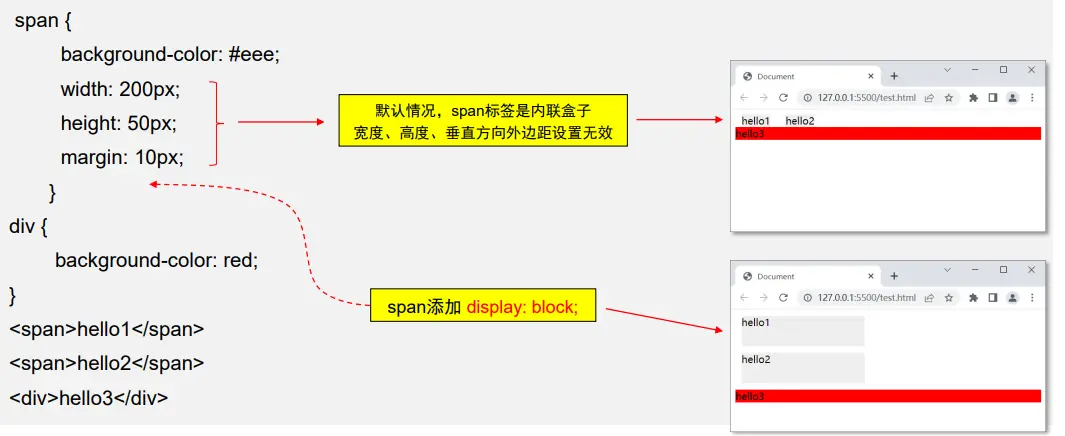 span {
background-color: #eee;
width: 200px;
height: 50px;
margin: 10px;
}
div {
background-color: red;
}
<span>hello1</span>
<span>hello2</span>
<div>hello3</div>
默认情况，span标签是内联盒子
宽度、高度、垂直方向外边距设置无效
span添加 display: block;
Document
127.0.0.1:5500/test.html
hello1 hello2
hello3
Document
127.0.0.1:5500/test.html
hello1
hello2
hello3